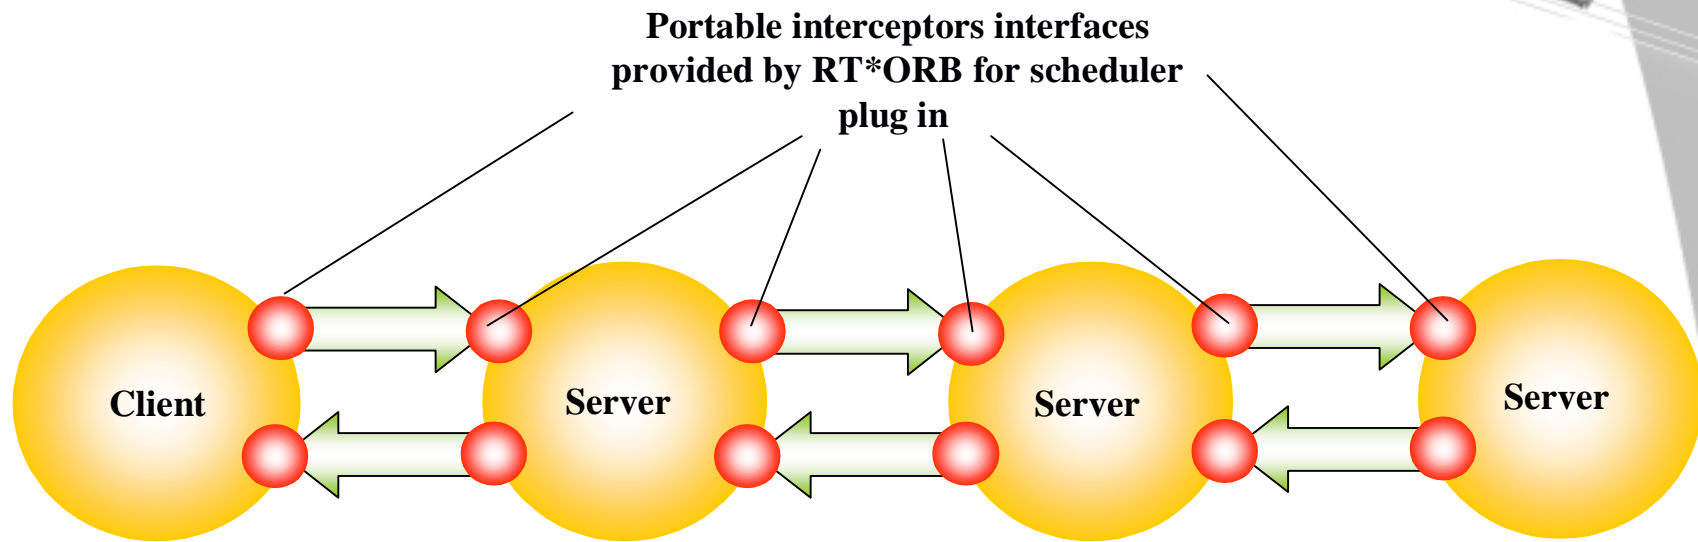 Portable interceptors interfaces
provided by RT*ORB for scheduler
plug in
Client
Server
Server
Server